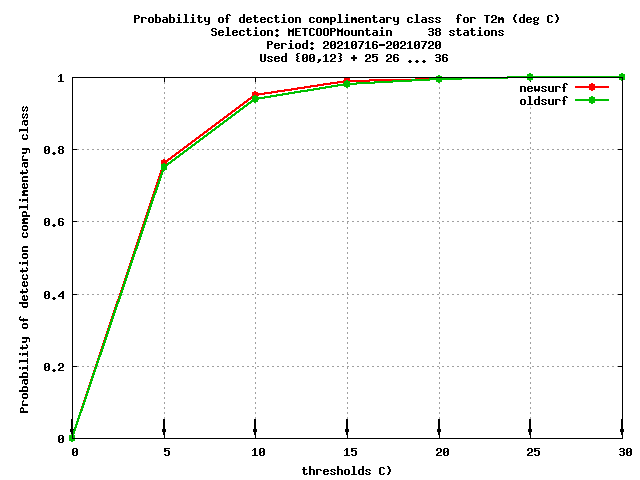 Probability of detection complimentary class  for T2m (deg C)
Selection: METCOOPMountain     38 stations
Period: 20210716-20210720
Used {00,12} + 25 26 ... 36
newsurf
oldsurf
Probability of detection complimentary class
1
0.8
0.6
0.4
0.2
0
0 5 10 15 20 25 30
thresholds C)